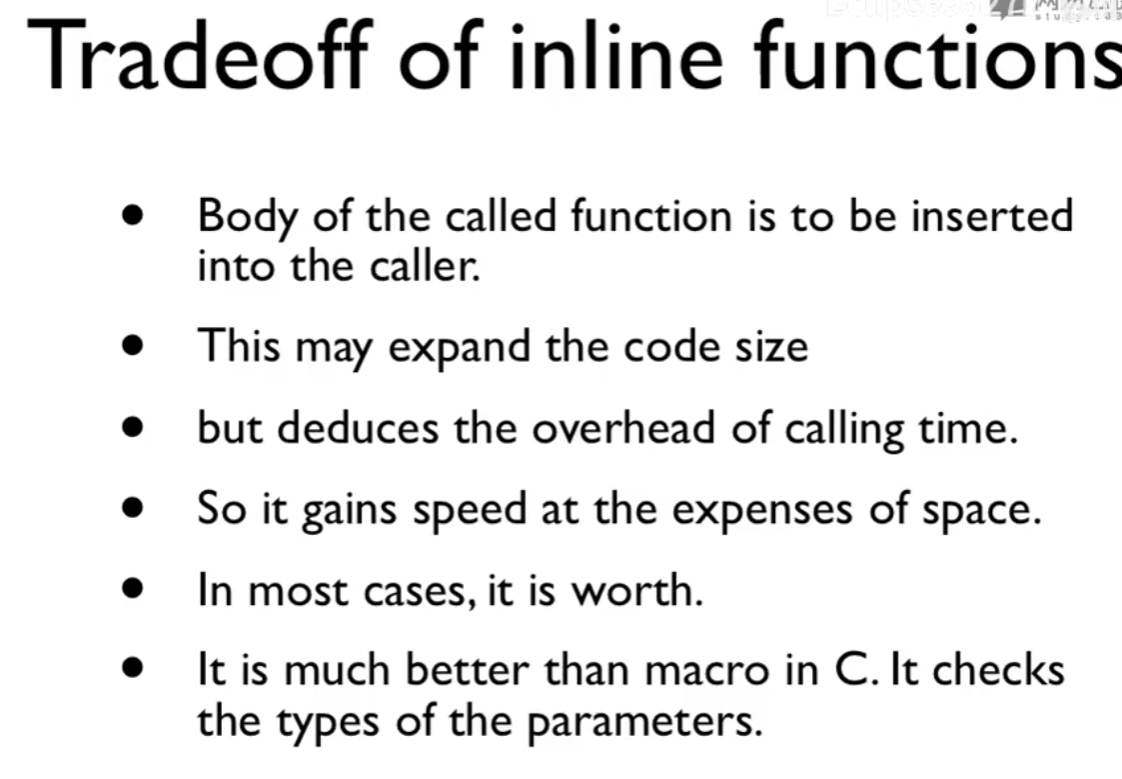 Tradeoff of inline functions
• Body of the called function is to be inserted
into the caller.
• This may expand the code size
• but deduces the overhead of calling time.
• So it gains speed at the expenses of space.
• In most cases, it is worth.
• It is much better than macro in C. It checks
the types of the parameters.